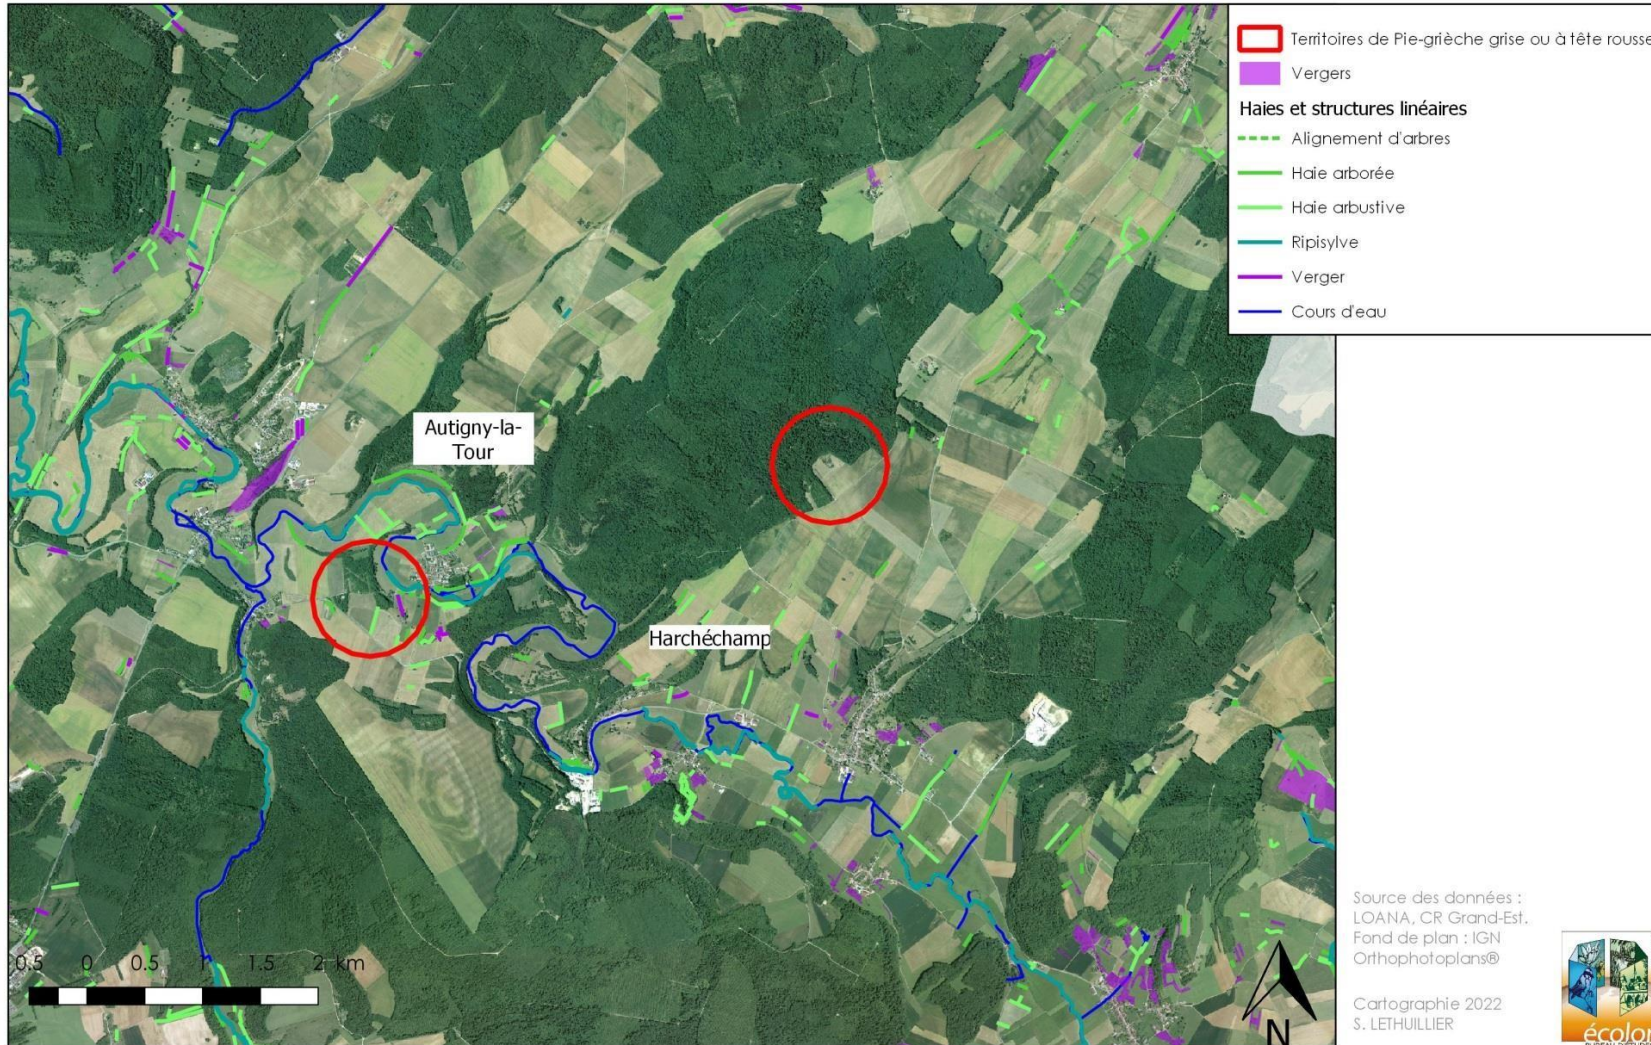 Territoires de Pie-grièche grise ou à tête rousse
Vergers
Haies et structures linéaires
Alignement d'arbres
Haie arborée
Haie arbustive
Ripisylve
Verger
Cours d'eau
Autigny-la-
Tour
Harchéchamp
0.5 0 0.5 1 1.5 2 km
N
Source des données :
LOANA, CR Grand-Est.
Fond de plan : IGN
Orthophotoplans®
Cartographie 2022
S. LETHUILLIER
écolor